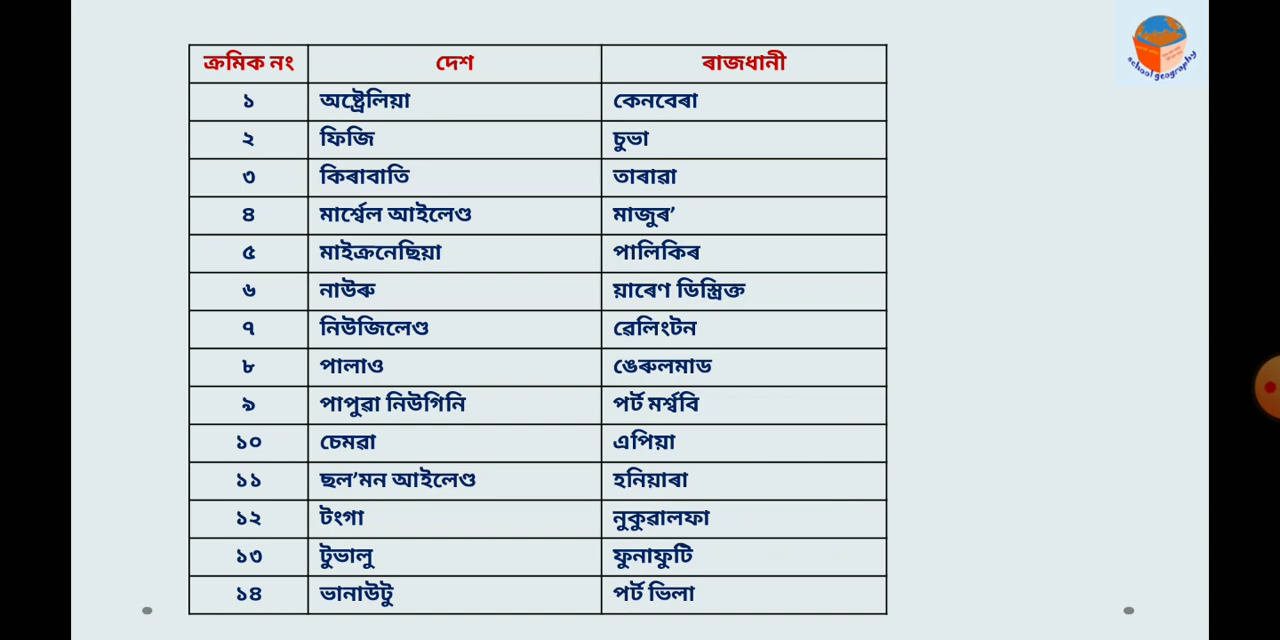 ক্ৰমিক নং দেশ ৰাজধানী
১ অষ্ট্ৰেলিয়া কেনবেৰা
২ ফিজি চুভা
৩ কিৰাবাতি তাৰাৱা
৪ মাৰ্শ্বেল আইলেণ্ড মাজুৰ’
৫ মাইক্ৰনেছিয়া পালিকিৰ
৬ নাউৰু য়াৰেণ ডিস্ত্ৰিক্ত
৭ নিউজিলেণ্ড ৱেলিংটন
৮ পালাও ঙেৰুলমাড
৯ পাপুৱা নিউগিনি পৰ্ট মৰ্শ্ববি
১০ চেমৱা এপিয়া
১১ ছল’মন আইলেণ্ড হনিয়াৰা
১২ টংগা নুকুৱালফা
১৩ টুভালু ফুনাফুটি
১৪ ভানাউটু পৰ্ট ভিলা
school geography